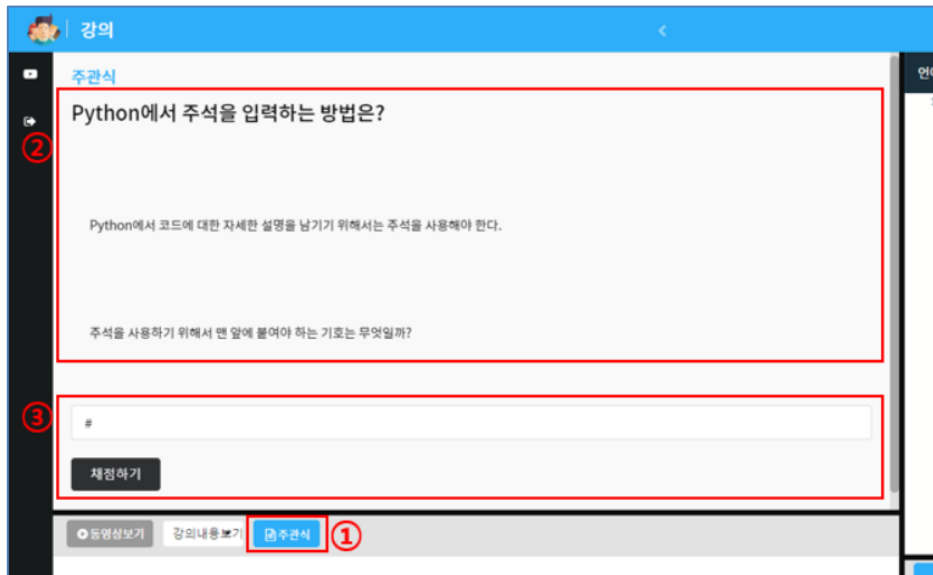 강의
주관식
언어
Python에서 주석을 입력하는 방법은?
②
Python에서 코드에 대한 자세한 설명을 남기기 위해서는 주석을 사용해야 한다.
주석을 사용하기 위해서 맨 앞에 붙여야 하는 기호는 무엇일까?
③
#
채점하기
동영상보기 강의내용보기 주관식 ①